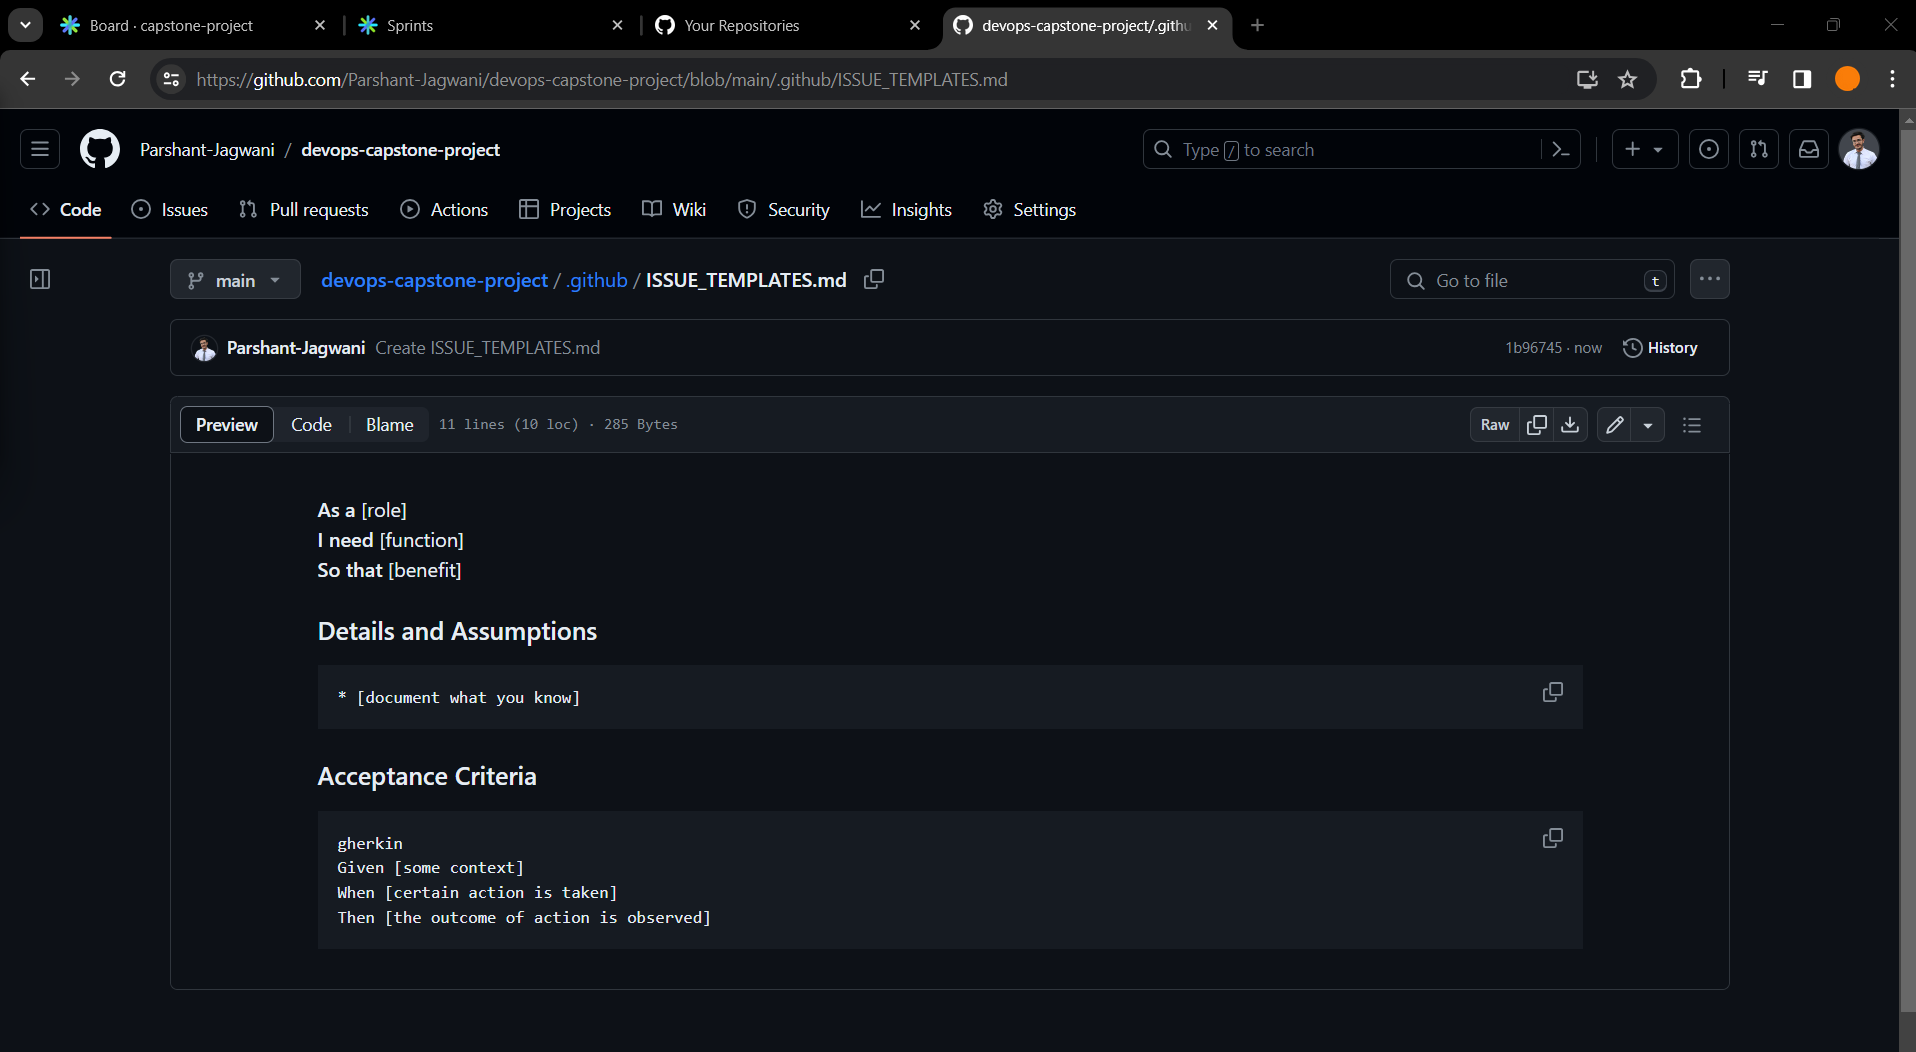 Board · capstone-project
Sprints
Your Repositories
devops-capstone-project/.githu
https://github.com/Parshant-Jagwani/devops-capstone-project/blob/main/.github/ISSUE_TEMPLATES.md
Parshant-Jagwani / devops-capstone-project
Type / to search
Code
Issues
Pull requests
Actions
Projects
Wiki
Security
Insights
Settings
main
devops-capstone-project / .github / ISSUE_TEMPLATES.md
Go to file
t
Parshant-Jagwani Create ISSUE_TEMPLATES.md
1b96745 · now
History
Preview
Code
Blame
11 lines (10 loc) · 285 Bytes
Raw
As a [role]
I need [function]
So that [benefit]
Details and Assumptions
* [document what you know]
Acceptance Criteria
gherkin
Given [some context]
When [certain action is taken]
Then [the outcome of action is observed]